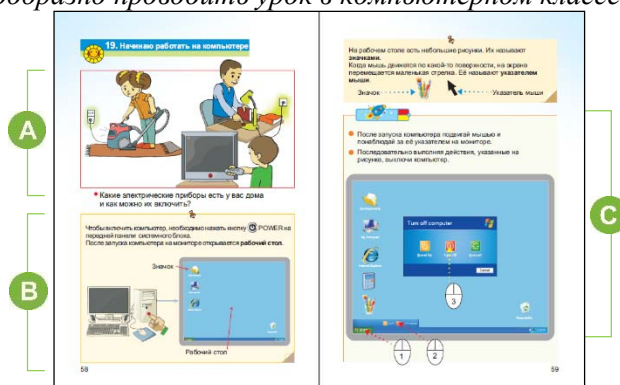 ообразно проводить урок в компьютерном классе
19. Начинаю работать на компьютере
A
• Какие электрические приборы есть у вас дома
и как можно их включить?
B
Чтобы включить компьютер, необходимо нажать кнопку POWER на
передней панели системного блока.
После запуска компьютера на мониторе открывается рабочий стол.
Значок
Рабочий стол
58
На рабочем столе есть небольшие рисунки. Их называют
значками.
Когда мышь движется по какой-то поверхности, на экране
перемещается маленькая стрелка. Её называют указателем
мыши.
Значок
Указатель мыши
C
После запуска компьютера подвигай мышью и
понаблюдай за её указателем на мониторе.
Последовательно выполняя действия, указанные на
рисунке, выключи компьютер.
Turn off computer
Cancel
3
1
2
59